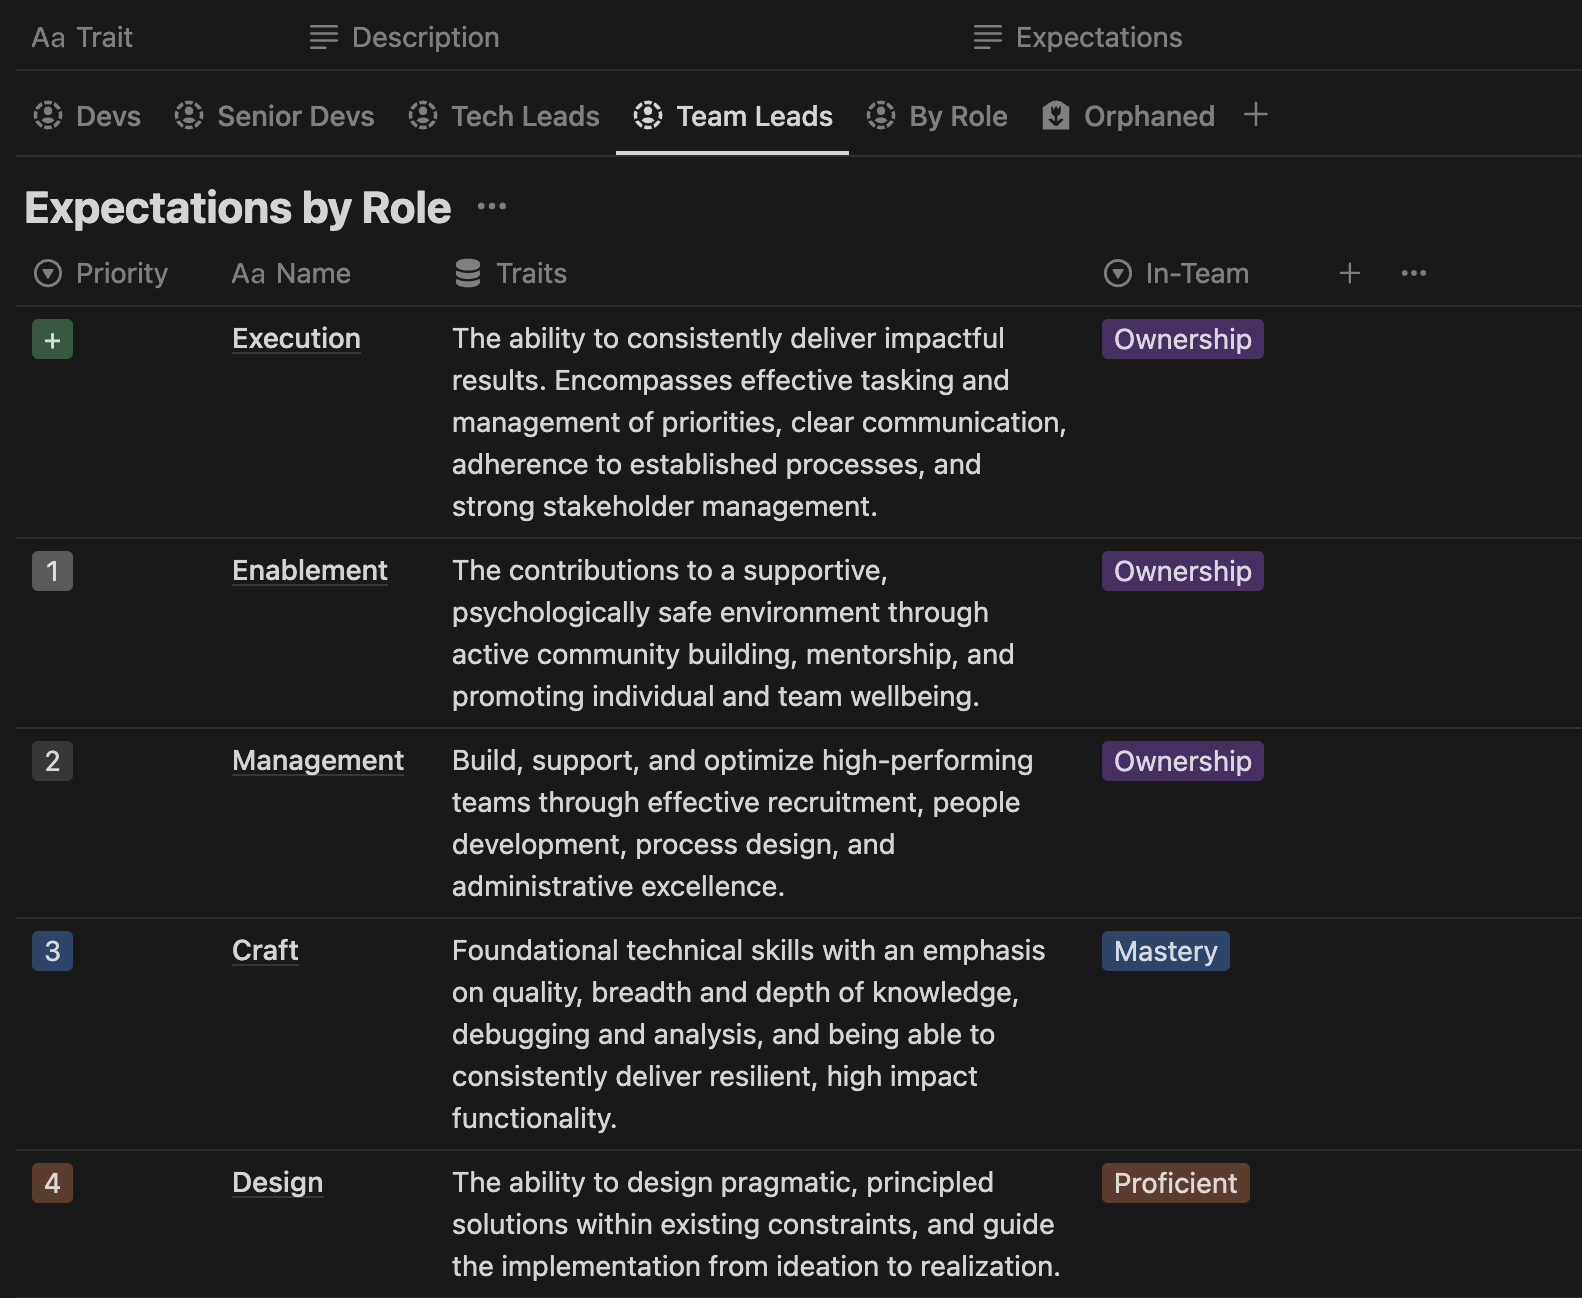 Aa Trait Description Expectations
Devs Senior Devs Tech Leads Team Leads By Role Orphaned +
Expectations by Role ...
Priority Aa Name Traits In-Team + ...
+ Execution The ability to consistently deliver impactful Ownership
results. Encompasses effective tasking and
management of priorities, clear communication,
adherence to established processes, and
strong stakeholder management.
1 Enablement The contributions to a supportive, Ownership
psychologically safe environment through
active community building, mentorship, and
promoting individual and team wellbeing.
2 Management Build, support, and optimize high-performing Ownership
teams through effective recruitment, people
development, process design, and
administrative excellence.
3 Craft Foundational technical skills with an emphasis Mastery
on quality, breadth and depth of knowledge,
debugging and analysis, and being able to
consistently deliver resilient, high impact
functionality.
4 Design The ability to design pragmatic, principled Proficient
solutions within existing constraints, and guide
the implementation from ideation to realization.